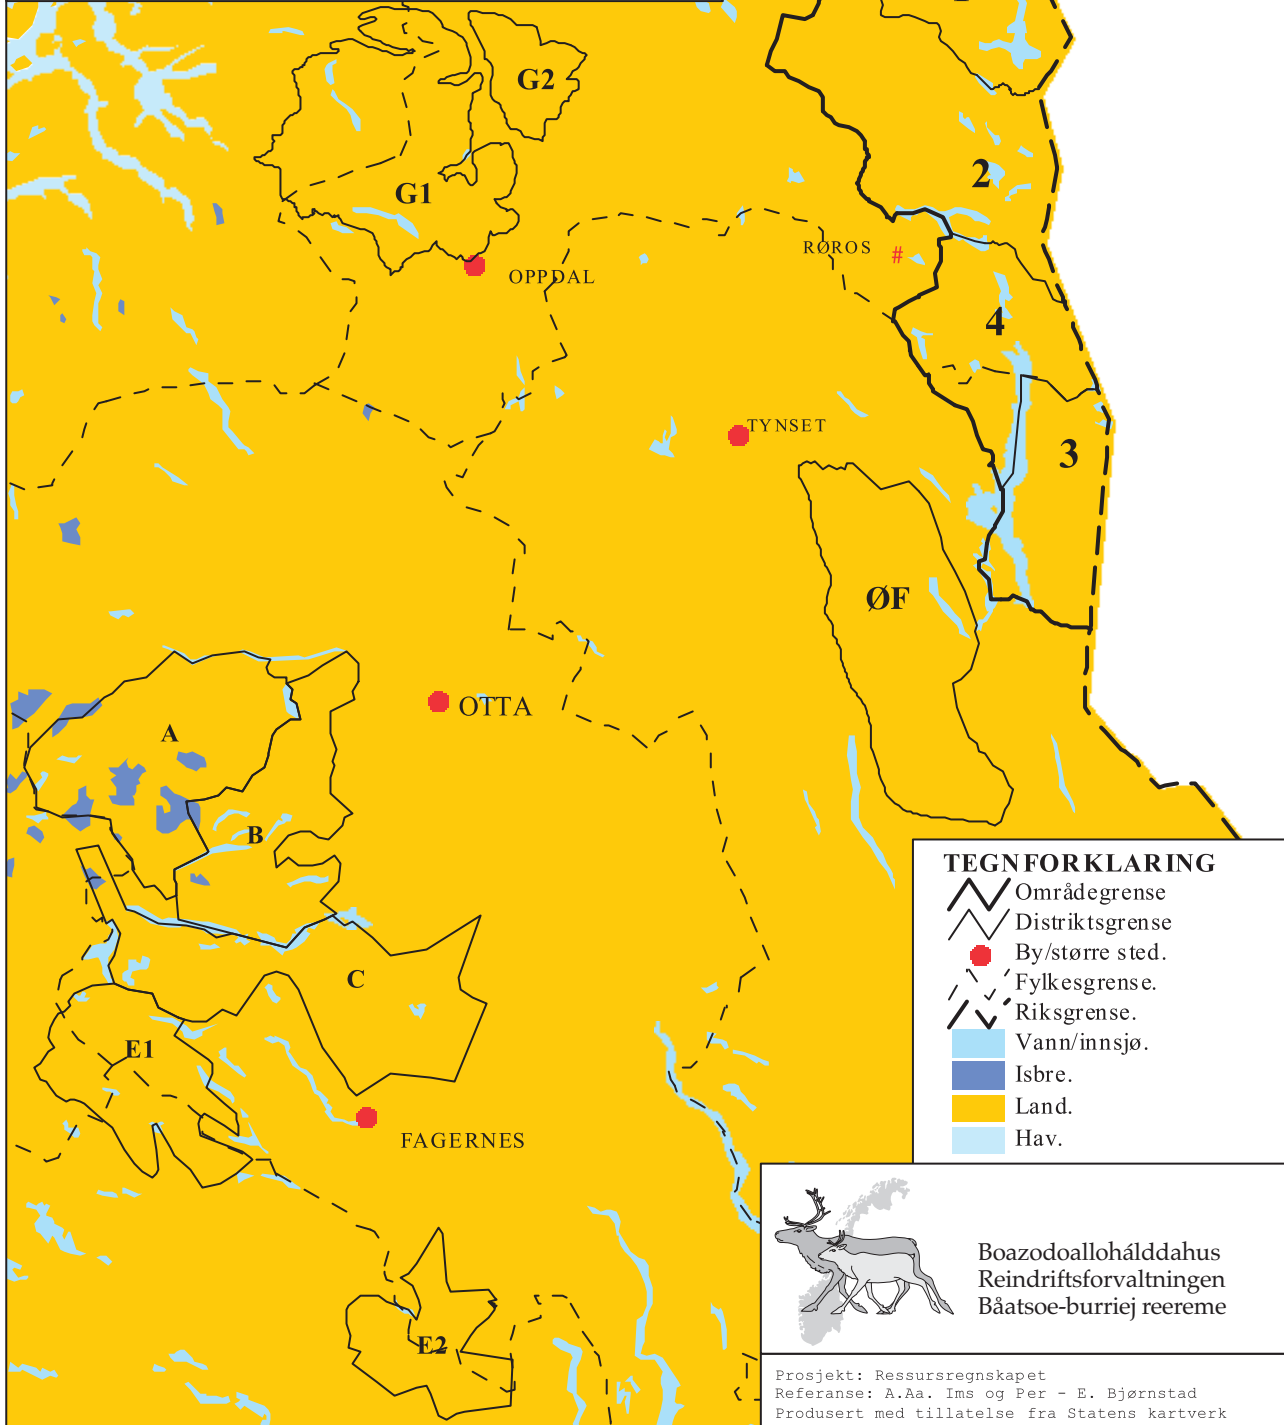 G2
2
G1
RØROS #
OPPDAL
4
TYNSET
3
ØF
OTTA
A
B
C
E1
FAGERNES
E2
TEGNFORKLARING
Områdegrense
Distriktsgrense
By/større sted.
Fylkesgrense.
Riksgrense.
Vann/innsjø.
Isbre.
Land.
Hav.
Boazodoallohálddahus
Reindriftsforvaltningen
Båatsoe-burriej reereme
Prosjekt: Ressursregnskapet
Referanse: A.Aa. Ims og Per - E. Bjørnstad
Produsert med tillatelse fra Statens kartverk